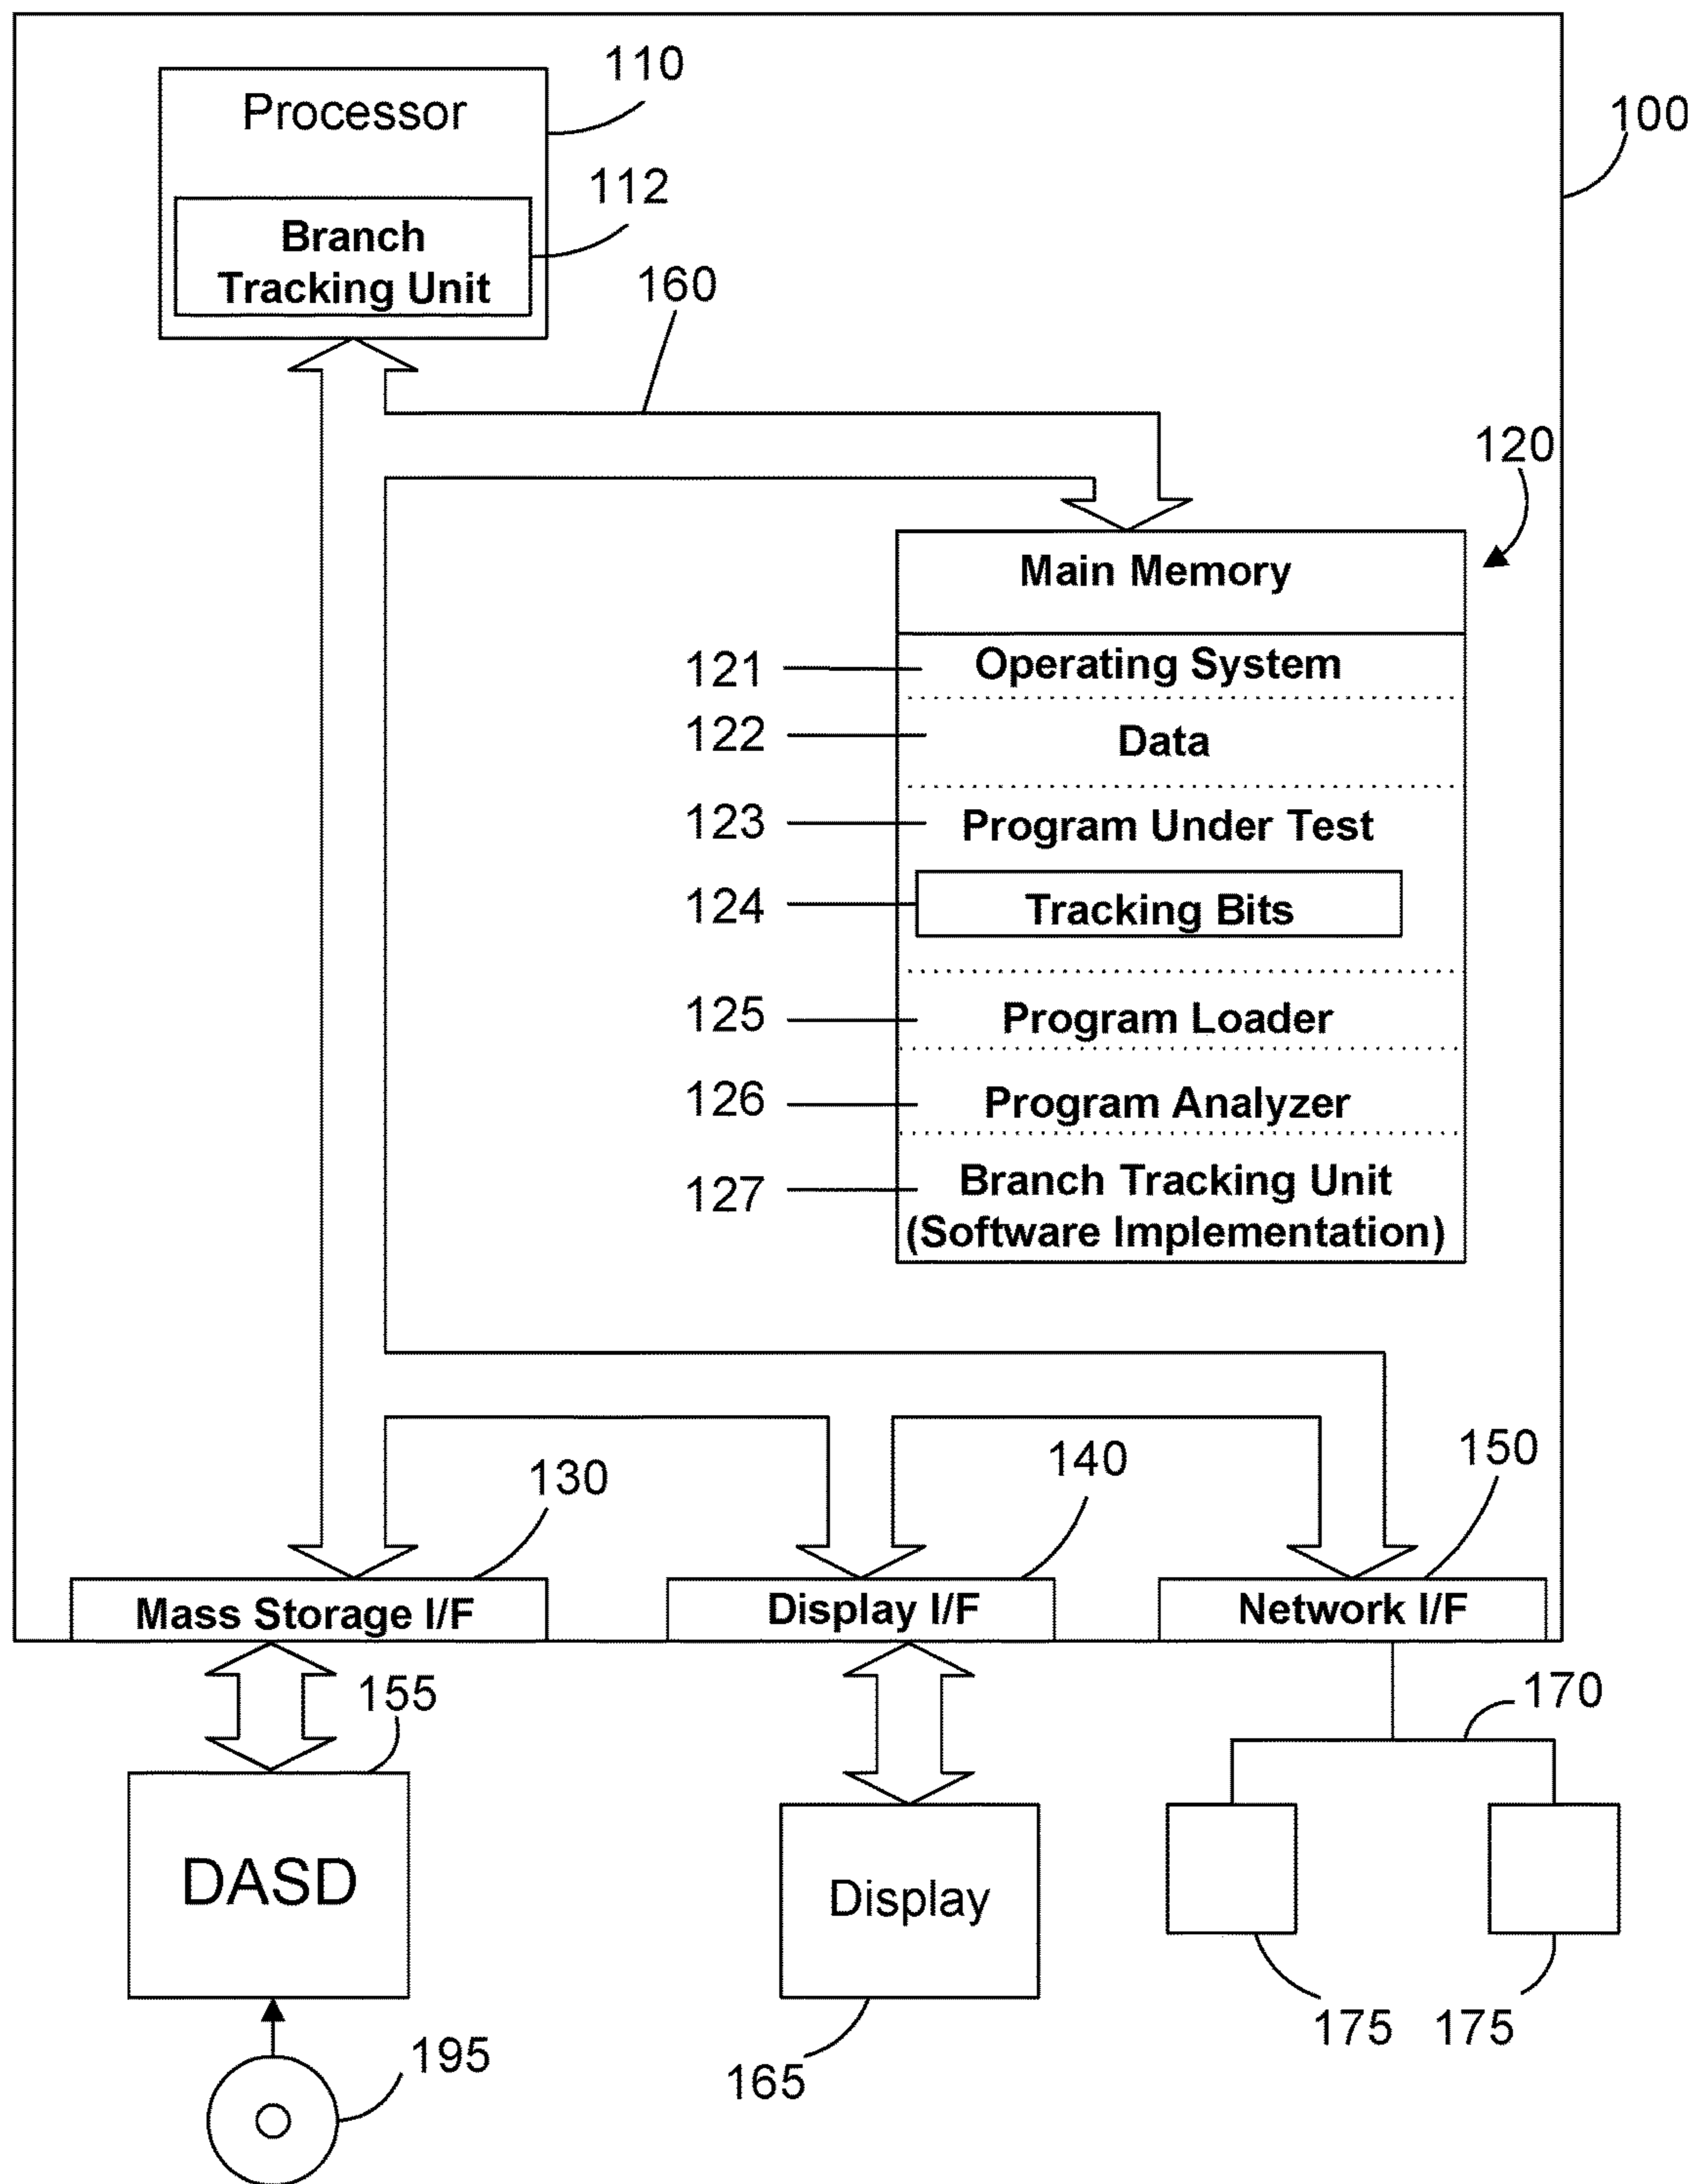 110
Processor
100
112
Branch
Tracking Unit
160
120
Main Memory
121
Operating System
122
Data
123
Program Under Test
124
Tracking Bits
125
Program Loader
126
Program Analyzer
127
Branch Tracking Unit
(Software Implementation)
130
140
150
Mass Storage I/F
Display I/F
Network I/F
155
170
DASD
Display
175
175
195
165